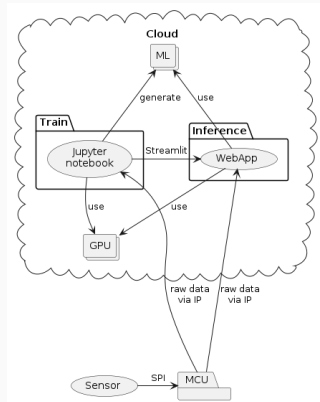 Cloud
ML
generate
use
Train
Inference
Jupyter
notebook
Streamlit
WebApp
use
use
GPU
raw data
via IP
raw data
via IP
Sensor
SPI
MCU